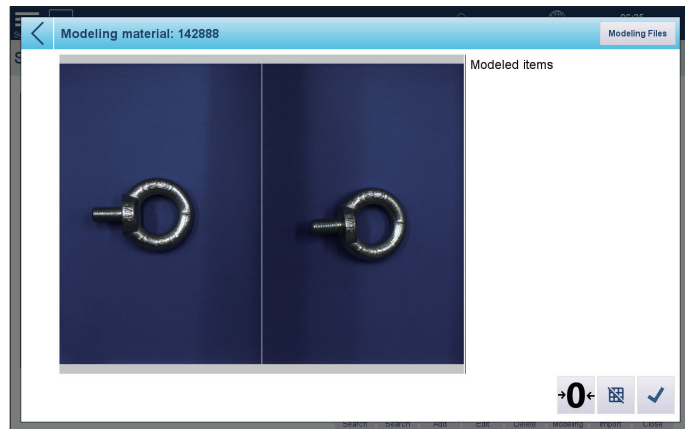 Modeling material: 142888
Modeling Files
Modeled items
→0←
Search Search Add Edit Delete Modeling Import Close